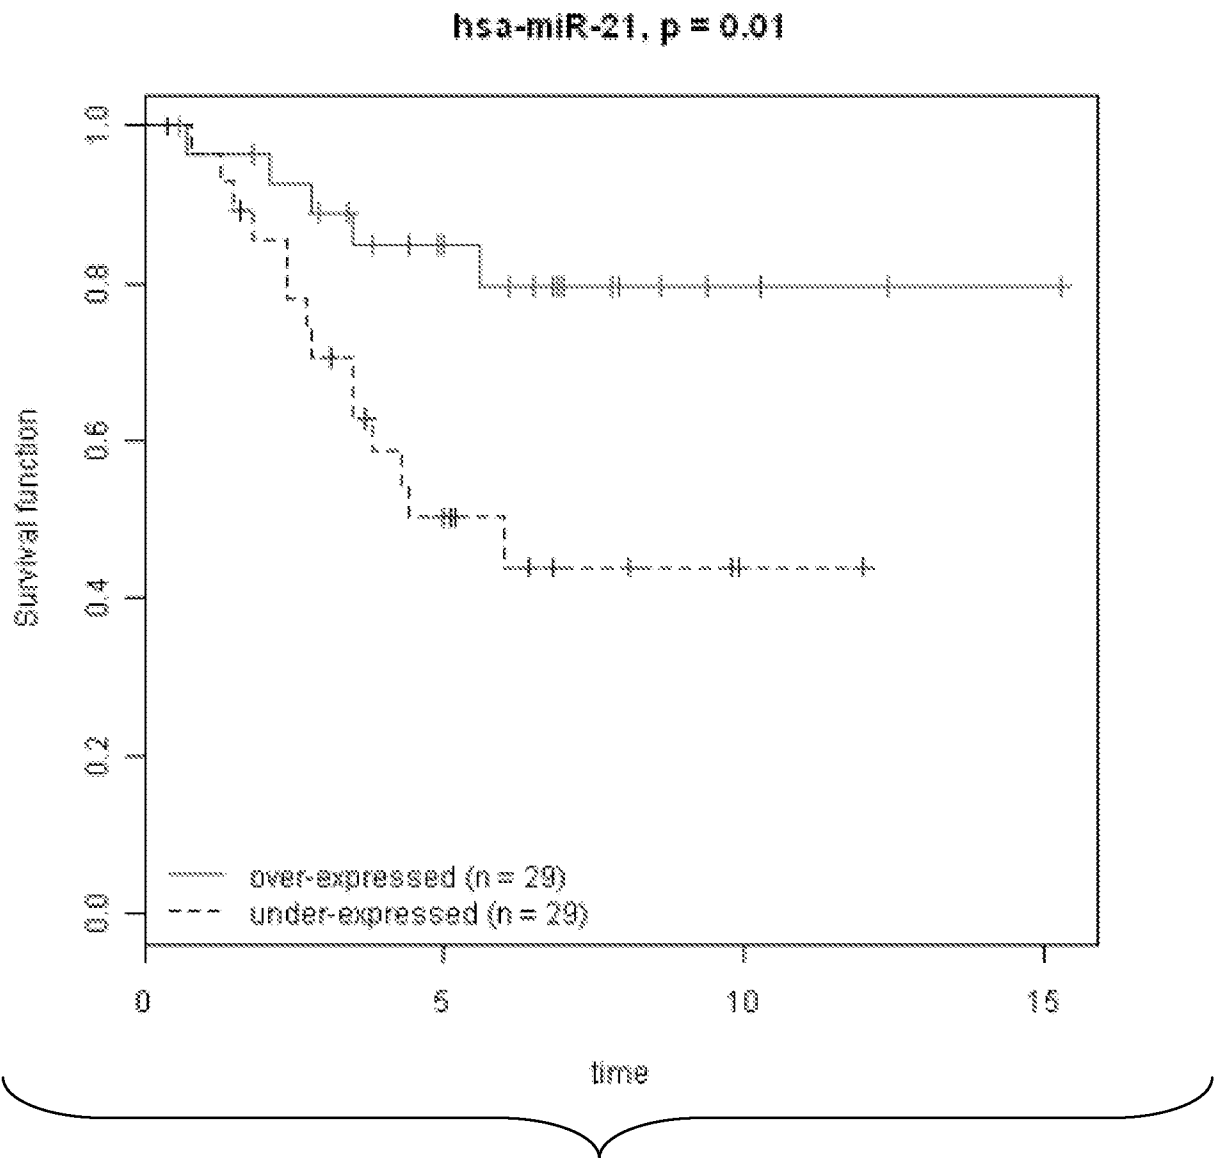 hsa-miR-21, p = 0.01
Survival function
1.0
0.8
0.6
0.4
0.2
0.0
over-expressed (n = 29)
under-expressed (n = 29)
0 5 10 15
time